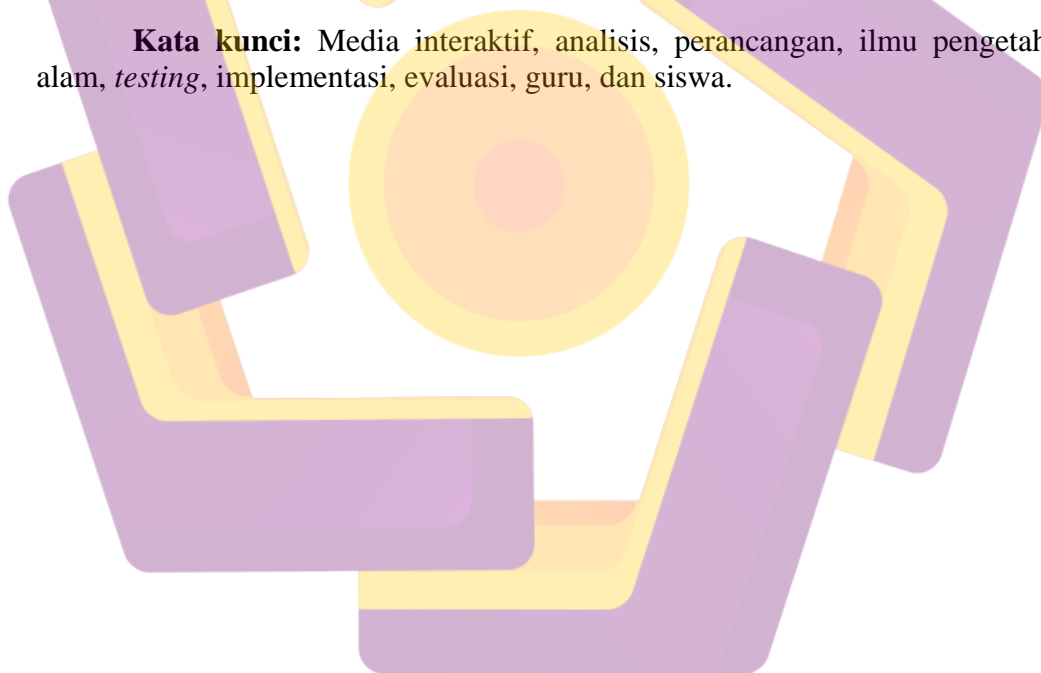 Kata kunci: Media interaktif, analisis, perancangan, ilmu pengetah
alam, testing, implementasi, evaluasi, guru, dan siswa.